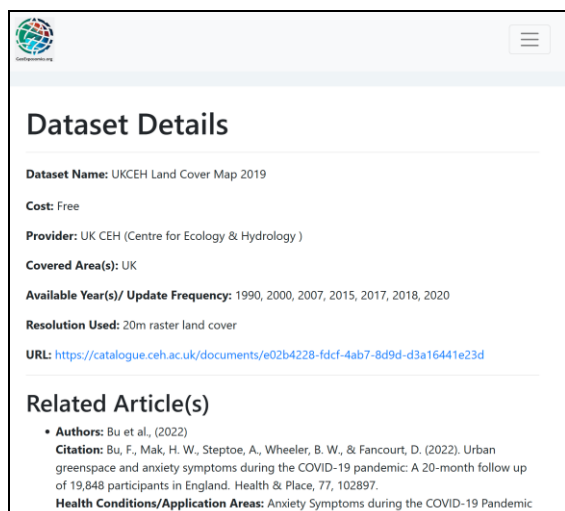 GeoExposomics.org
Dataset Details
Dataset Name: UKCEH Land Cover Map 2019
Cost: Free
Provider: UK CEH (Centre for Ecology & Hydrology )
Covered Area(s): UK
Available Year(s)/ Update Frequency: 1990, 2000, 2007, 2015, 2017, 2018, 2020
Resolution Used: 20m raster land cover
URL: https://catalogue.ceh.ac.uk/documents/e02b4228-fdcf-4ab7-8d9d-d3a16441e23d
Related Article(s)
• Authors: Bu et al., (2022)
Citation: Bu, F., Mak, H. W., Steptoe, A., Wheeler, B. W., & Fancourt, D. (2022). Urban
greenspace and anxiety symptoms during the COVID-19 pandemic: A 20-month follow up
of 19,848 participants in England. Health & Place, 77, 102897.
Health Conditions/Application Areas: Anxiety Symptoms during the COVID-19 Pandemic